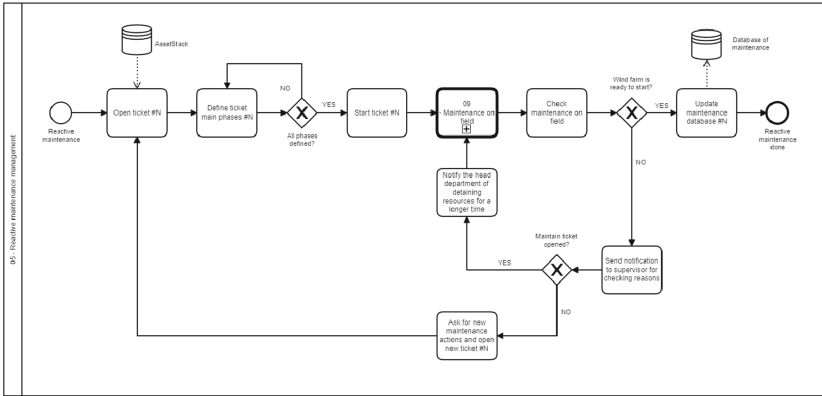 05 - Reactive maintenance management
AssetStack
Database of
maintenance
Reactive
maintenance
Open ticket #N
Define ticket
main phases #N
NO
YES
All phases
defined?
Start ticket #N
09
- Maintenance on
field
Check
maintenance on
field
Wind farm is
ready to start?
YES
NO
Update
maintenance
database #N
Reactive
maintenance
done
Notify the head
department of
detaining
resources for a
longer time
Maintain ticket
opened?
YES
NO
Send notification
to supervisor for
checking reasons
Ask for new
maintenance
actions and open
new ticket #N